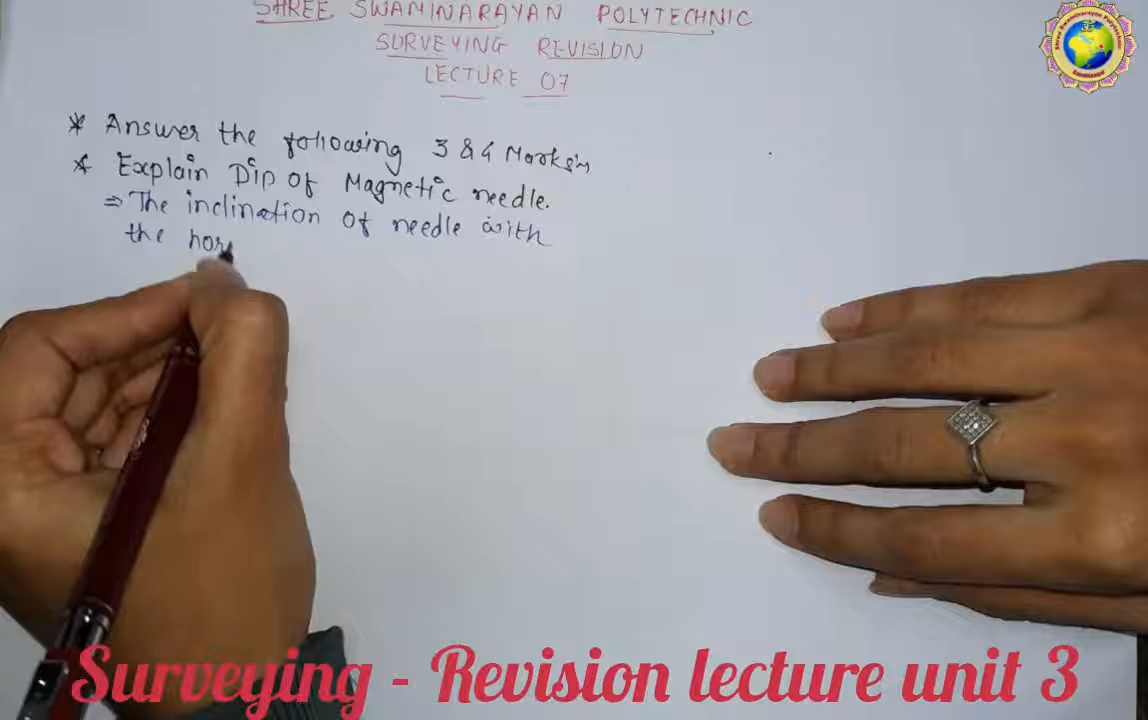 SHREE SWAMINARAYAN POLYTECHNIC
SURVEYING REVISION
LECTURE 07
* Answer the following 3 & 4 Marks'n
* Explain Dip Of Magnetic needle.
⇒ The inclination Of needle with
the hor
Surveying - Revision lecture unit 3